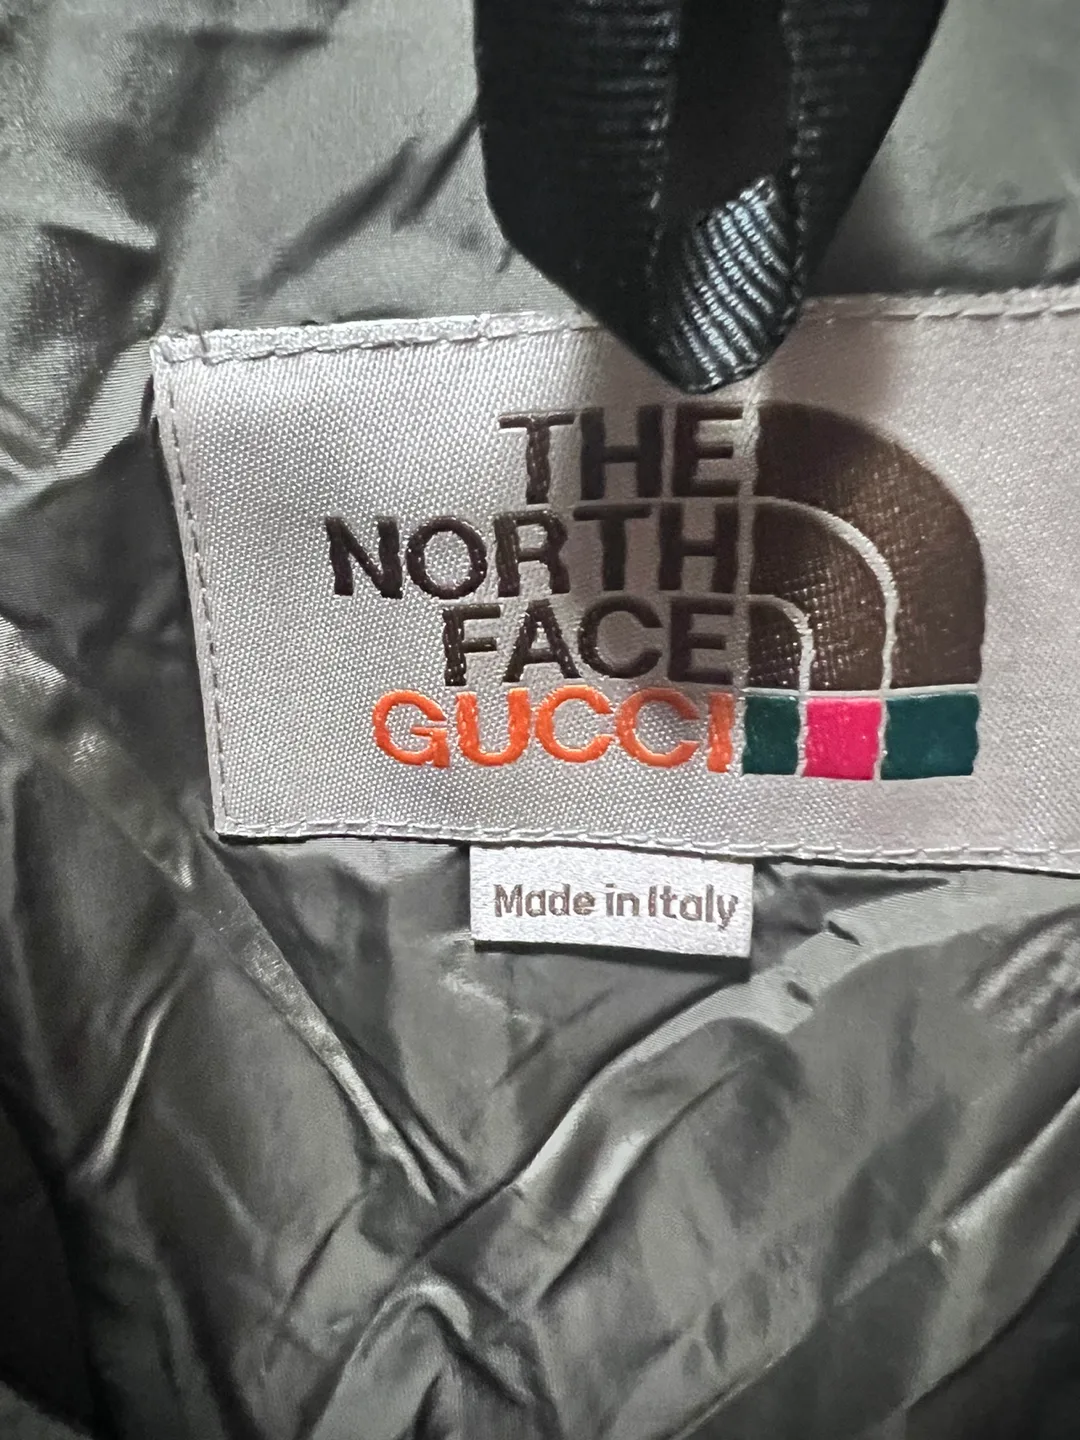 THE
NORTH
FACE
GUCCI
Made in Italy